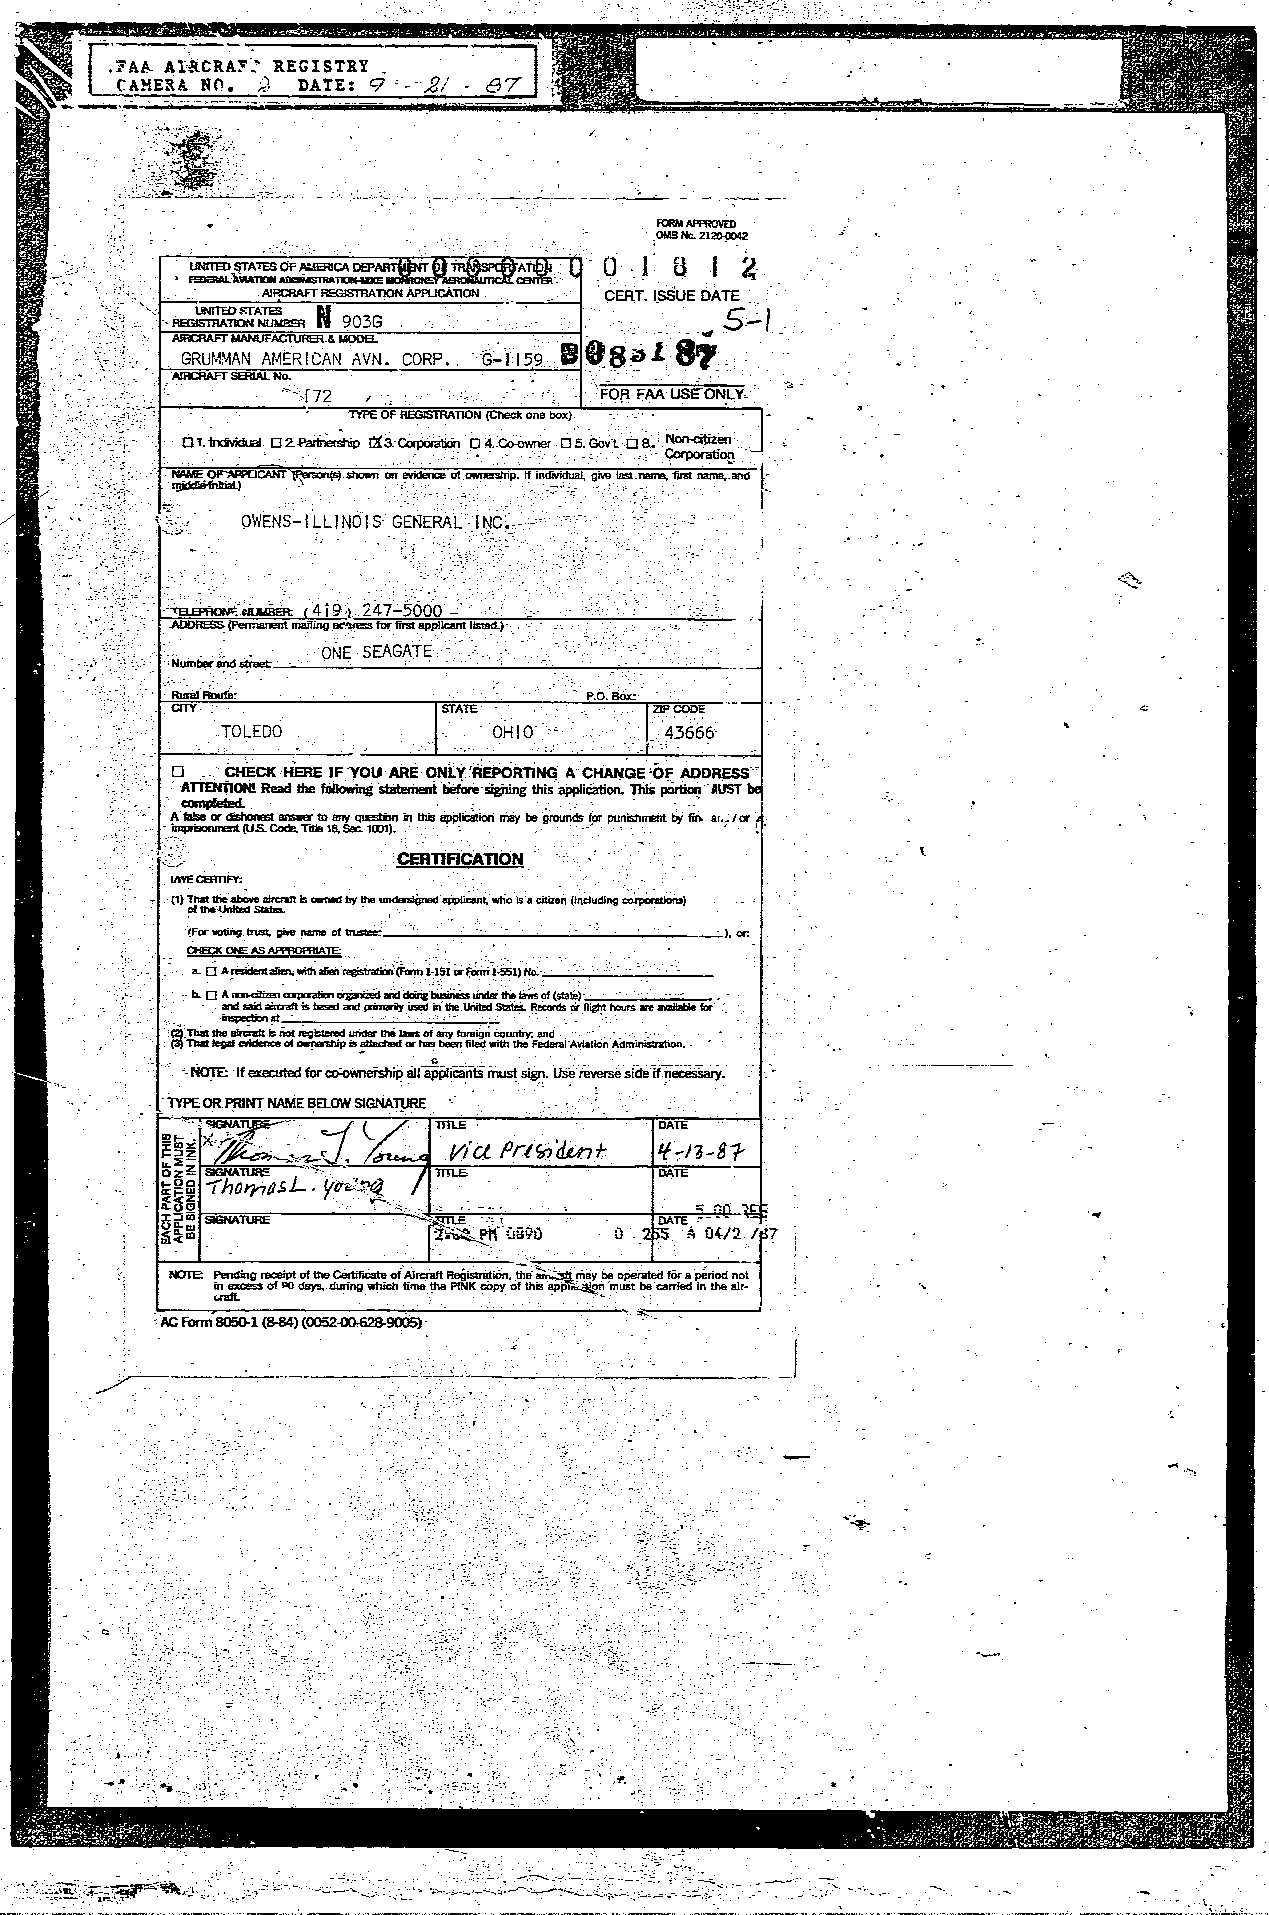 FAA AIRCRAFT REGISTRY
CAMERA NO. 2 DATE: 9-21-87
FORM APPROVED
OMB No. 2120-0042
UNITED STATES OF AMERICA DEPARTMENT OF TRANSPORTATION
FEDERAL AVIATION ADMINISTRATION-MIKE MONRONEY AERONAUTICAL CENTER
AIRCRAFT REGISTRATION APPLICATION
0 0 0 0 0 0 1 8 1 2
CERT. ISSUE DATE
UNITED STATES
REGISTRATION NUMBER N 903G
5-1
AIRCRAFT MANUFACTURER & MODEL
GRUMMAN AMERICAN AVN. CORP. G-1159
87
AIRCRAFT SERIAL No.
172
FOR FAA USE ONLY
TYPE OF REGISTRATION (Check one box)
☐ 1. Individual ☐ 2. Partnership ☒ 3. Corporation ☐ 4. Co-owner ☐ 5. Gov't. ☐ 8. Non-citizen
Corporation
NAME OF APPLICANT (Person(s) shown on evidence of ownership. If individual, give last name, first name, and
middle initial.)
OWENS-ILLINOIS GENERAL INC.
TELEPHONE NUMBER: (419) 247-5000
ADDRESS (Permanent mailing address for first applicant listed.)
ONE SEAGATE
Number and street:
Rural Route: P.O. Box:
CITY STATE ZIP CODE
TOLEDO OHIO 43666
☐ CHECK HERE IF YOU ARE ONLY REPORTING A CHANGE OF ADDRESS
ATTENTION! Read the following statement before signing this application. This portion MUST be
completed.
A false or dishonest answer to any question in this application may be grounds for punishment by fine and / or
imprisonment (U.S. Code, Title 18, Sec. 1001).
CERTIFICATION
I/WE CERTIFY:
(1) That the above aircraft is owned by the undersigned applicant, who is a citizen (including corporations)
of the United States.
(For voting trust, give name of trustee: ), or:
CHECK ONE AS APPROPRIATE:
a. ☐ A resident alien, with alien registration (Form 1-151 or Form 1-551) No.
b. ☐ A non-citizen corporation organized and doing business under the laws of (state)
and said aircraft is based and primarily used in the United States. Records or flight hours are available for
inspection at
(2) That the aircraft is not registered under the laws of any foreign country; and
(3) That legal evidence of ownership is attached or has been filed with the Federal Aviation Administration.
NOTE: If executed for co-ownership all applicants must sign. Use reverse side if necessary.
TYPE OR PRINT NAME BELOW SIGNATURE
EACH PART OF THIS
APPLICATION MUST
BE SIGNED IN INK.
SIGNATURE TITLE DATE
x Thomas L. Young Vice President 4-13-87
SIGNATURE TITLE DATE
Thomas L. Young
5.00 REE
SIGNATURE TITLE DATE
PM 0890 0 255 A 04/2 /87
NOTE: Pending receipt of the Certificate of Aircraft Registration, the aircraft may be operated for a period not
in excess of 90 days, during which time the PINK copy of this application must be carried in the air-
craft.
AC Form 8050-1 (8-84) (0052-00-628-9005)